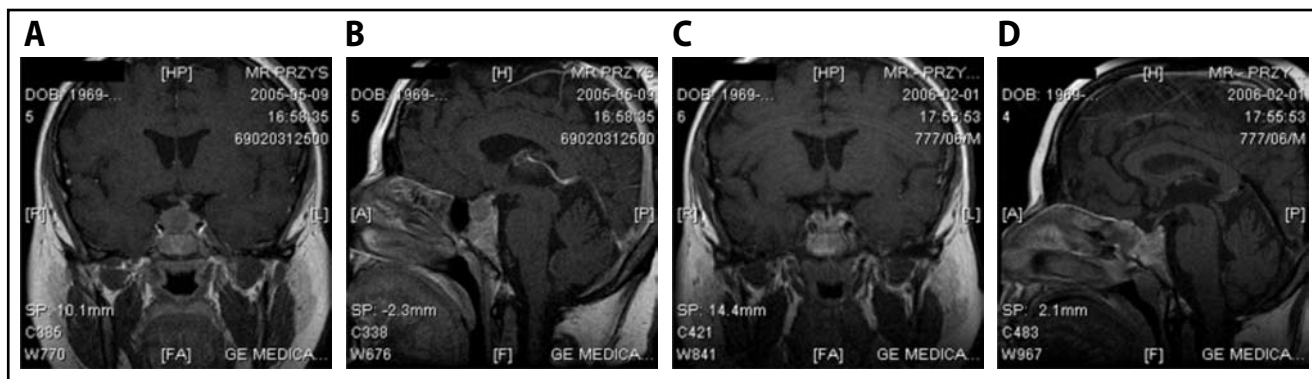 A
[HP]
MR PRZYS
DOB: 1969-...
2005-05-09
5
16:58:35
69020312500
[R]
[L]
SP: 10.1mm
C385
W770
[FA]
GE MEDICA...
B
[H]
MR PRZYS
DOB: 1969-...
2005-05-09
5
16:58:35
69020312500
[A]
[P]
SP: -2.3mm
C338
W676
[F]
GE MEDICA...
C
[HP]
MR - PRZY...
DOB: 1969-...
2006-02-01
6
17:55:53
777/06/M
[R]
[L]
SP: 14.4mm
C421
W841
[FA]
GE MEDICA...
D
[H]
MR - PRZY...
DOB: 1969-...
2006-02-01
4
17:55:53
777/06/M
[A]
[P]
SP: 2.1mm
C483
W967
[F]
GE MEDICA...